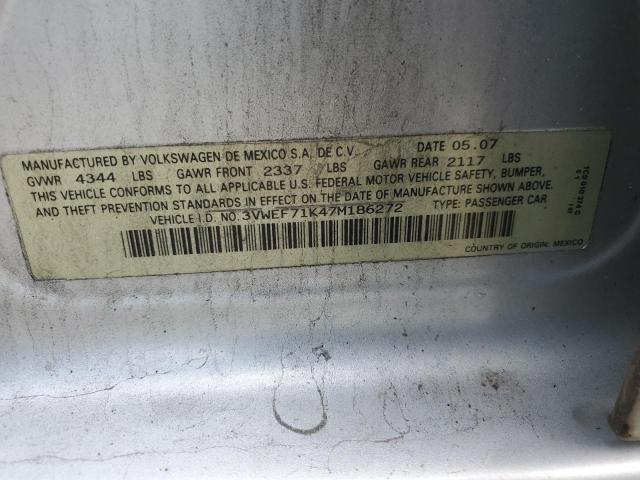 MANUFACTURED BY VOLKSWAGEN DE MEXICO S.A. DE C.V. DATE 05.07
GVWR 4344 LBS GAWR FRONT 2337 LBS GAWR REAR 2117 LBS
THIS VEHICLE CONFORMS TO ALL APPLICABLE U.S. FEDERAL MOTOR VEHICLE SAFETY, BUMPER,
AND THEFT PREVENTION STANDARDS IN EFFECT ON THE DATE OF MANUFACTURE SHOWN ABOVE.
VEHICLE I.D. NO. 3VWEF71K47M186272 TYPE: PASSENGER CAR
COUNTRY OF ORIGIN: MEXICO